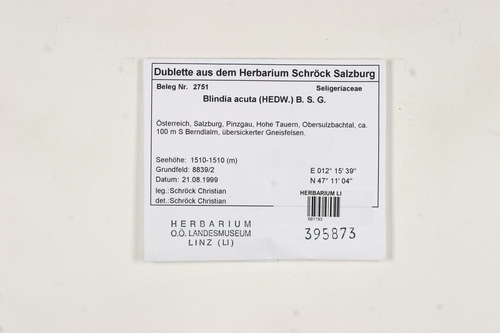 Dublette aus dem Herbarium Schröck Salzburg
Beleg Nr. 2751 Seligeriaceae
Blindia acuta (HEDW.) B. S. G.
Österreich, Salzburg, Pinzgau, Hohe Tauern, Obersulzbachtal, ca.
100 m S Berndlalm, übersickerter Gneisfelsen.
Seehöhe: 1510-1510 (m)
Grundfeld: 8839/2 E 012° 15' 39"
Datum: 21.08.1999 N 47° 11' 04"
leg.:Schröck Christian
det.:Schröck Christian
HERBARIUM LI
HERBARIUM
O.Ö. LANDESMUSEUM
LINZ (LI)
395873